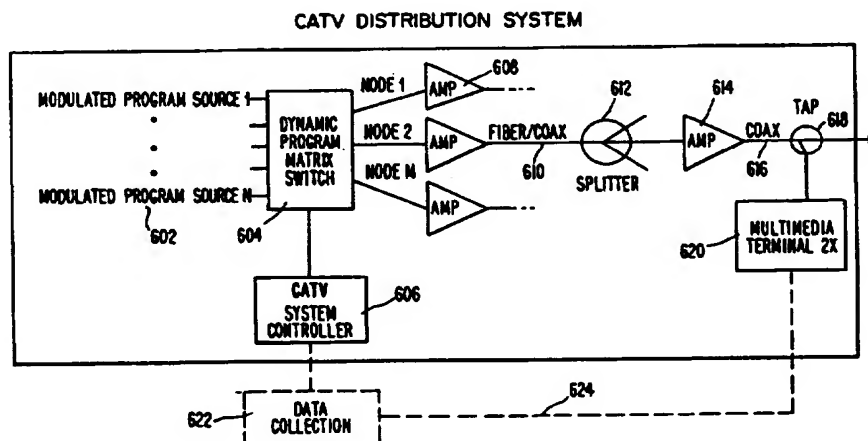 CATV DISTRIBUTION SYSTEM
MODULATED PROGRAM SOURCE 1
MODULATED PROGRAM SOURCE N
602
DYNAMIC
PROGRAM
MATRIX
SWITCH
604
NODE 1
NODE 2
NODE M
AMP
608
AMP
AMP
FIBER/COAX
610
612
SPLITTER
614
AMP
COAX
616
TAP
618
620
MULTIMEDIA
TERMINAL 2X
CATV
SYSTEM
CONTROLLER
606
622
DATA
COLLECTION
624